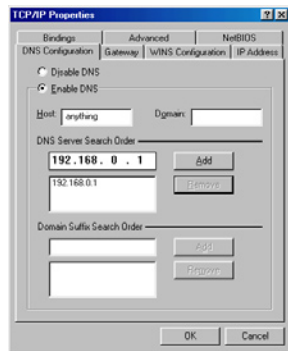 TCP/IP Properties
Bindings Advanced NetBIOS
DNS Configuration Gateway WINS Configuration IP Address
Disable DNS
Enable DNS
Host: anything Domain:
DNS Server Search Order
192.168. 0 . 1 Add
192.168.0.1 Remove
Domain Suffix Search Order
Add
Remove
OK Cancel